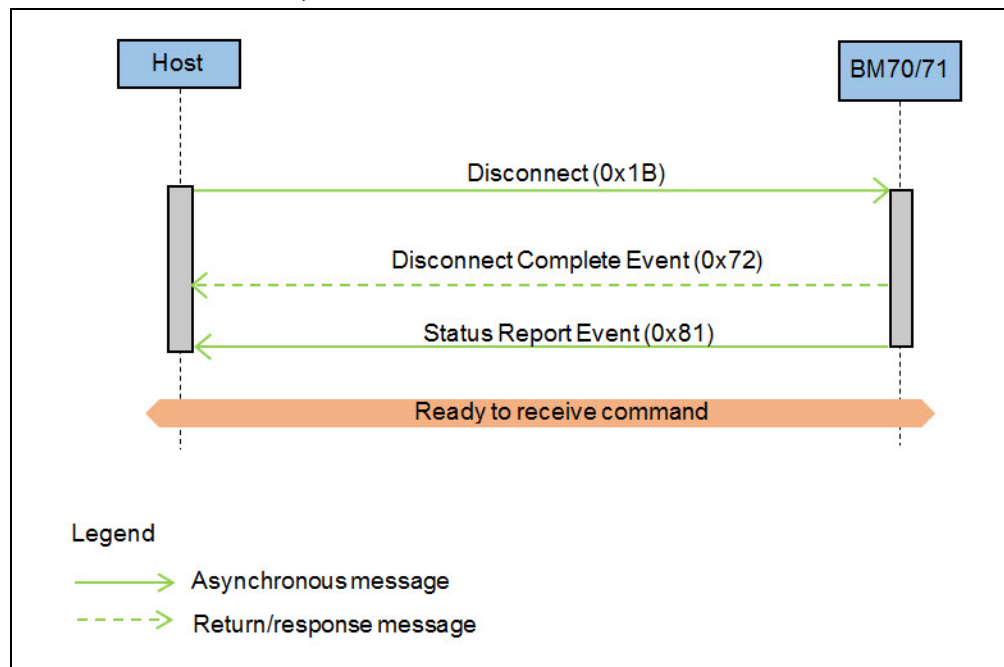 Host
BM70/71
Disconnect (0x1B)
Disconnect Complete Event (0x72)
Status Report Event (0x81)
Ready to receive command
Legend
Asynchronous message
Return/response message